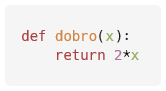 def dobro(x):
    return 2*x